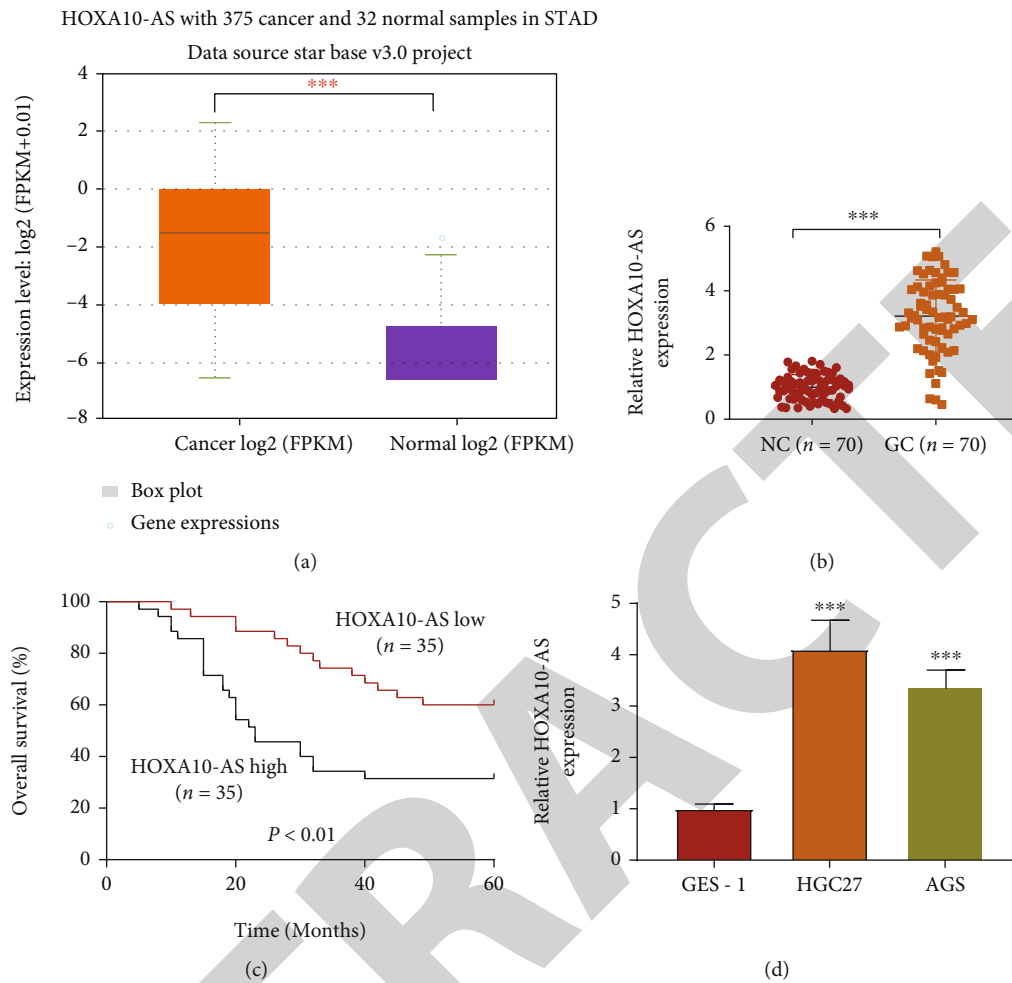 HOXA10-AS with 375 cancer and 32 normal samples in STAD
Data source star base v3.0 project
Expression level: log2 (FPKM+0.01)
4
2
0
−2
−4
−6
−8
***
Cancer log2 (FPKM)
Normal log2 (FPKM)
Box plot
Gene expressions
(a)
Relative HOXA10-AS
expression
6
4
2
0
***
NC (n = 70)
GC (n = 70)
(b)
Overall survival (%)
100
80
60
40
20
0
HOXA10-AS low
(n = 35)
HOXA10-AS high
(n = 35)
P < 0.01
0
20
40
60
Time (Months)
(c)
Relative HOXA10-AS
expression
5
4
3
2
1
0
***
***
GES - 1
HGC27
AGS
(d)